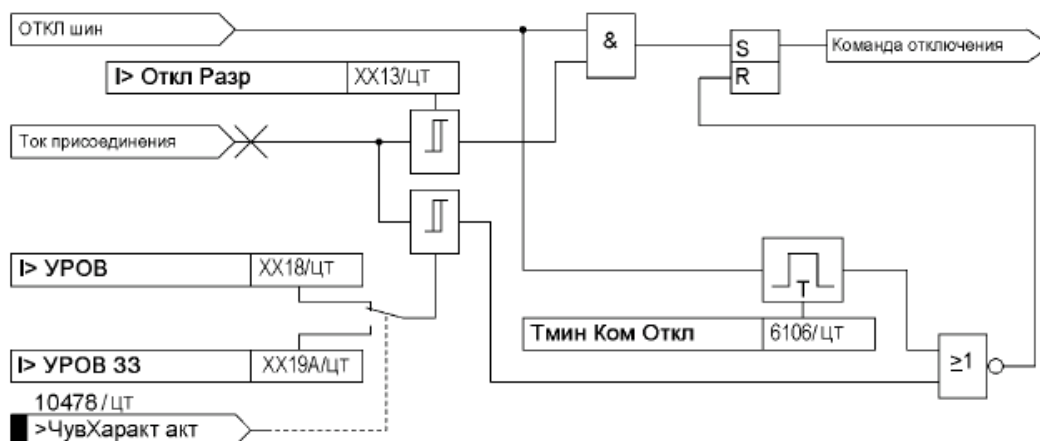 ОТКЛ шин
&
S
R
Команда отключения
I> Откл Разр XX13/ЦТ
Ток присоединения
I> УРОВ XX18/ЦТ
T
Тмин Ком Откл 6106/ЦТ
I> УРОВ ЗЗ XX19A/ЦТ
≥1
10478/ЦТ
>ЧувХаракт акт